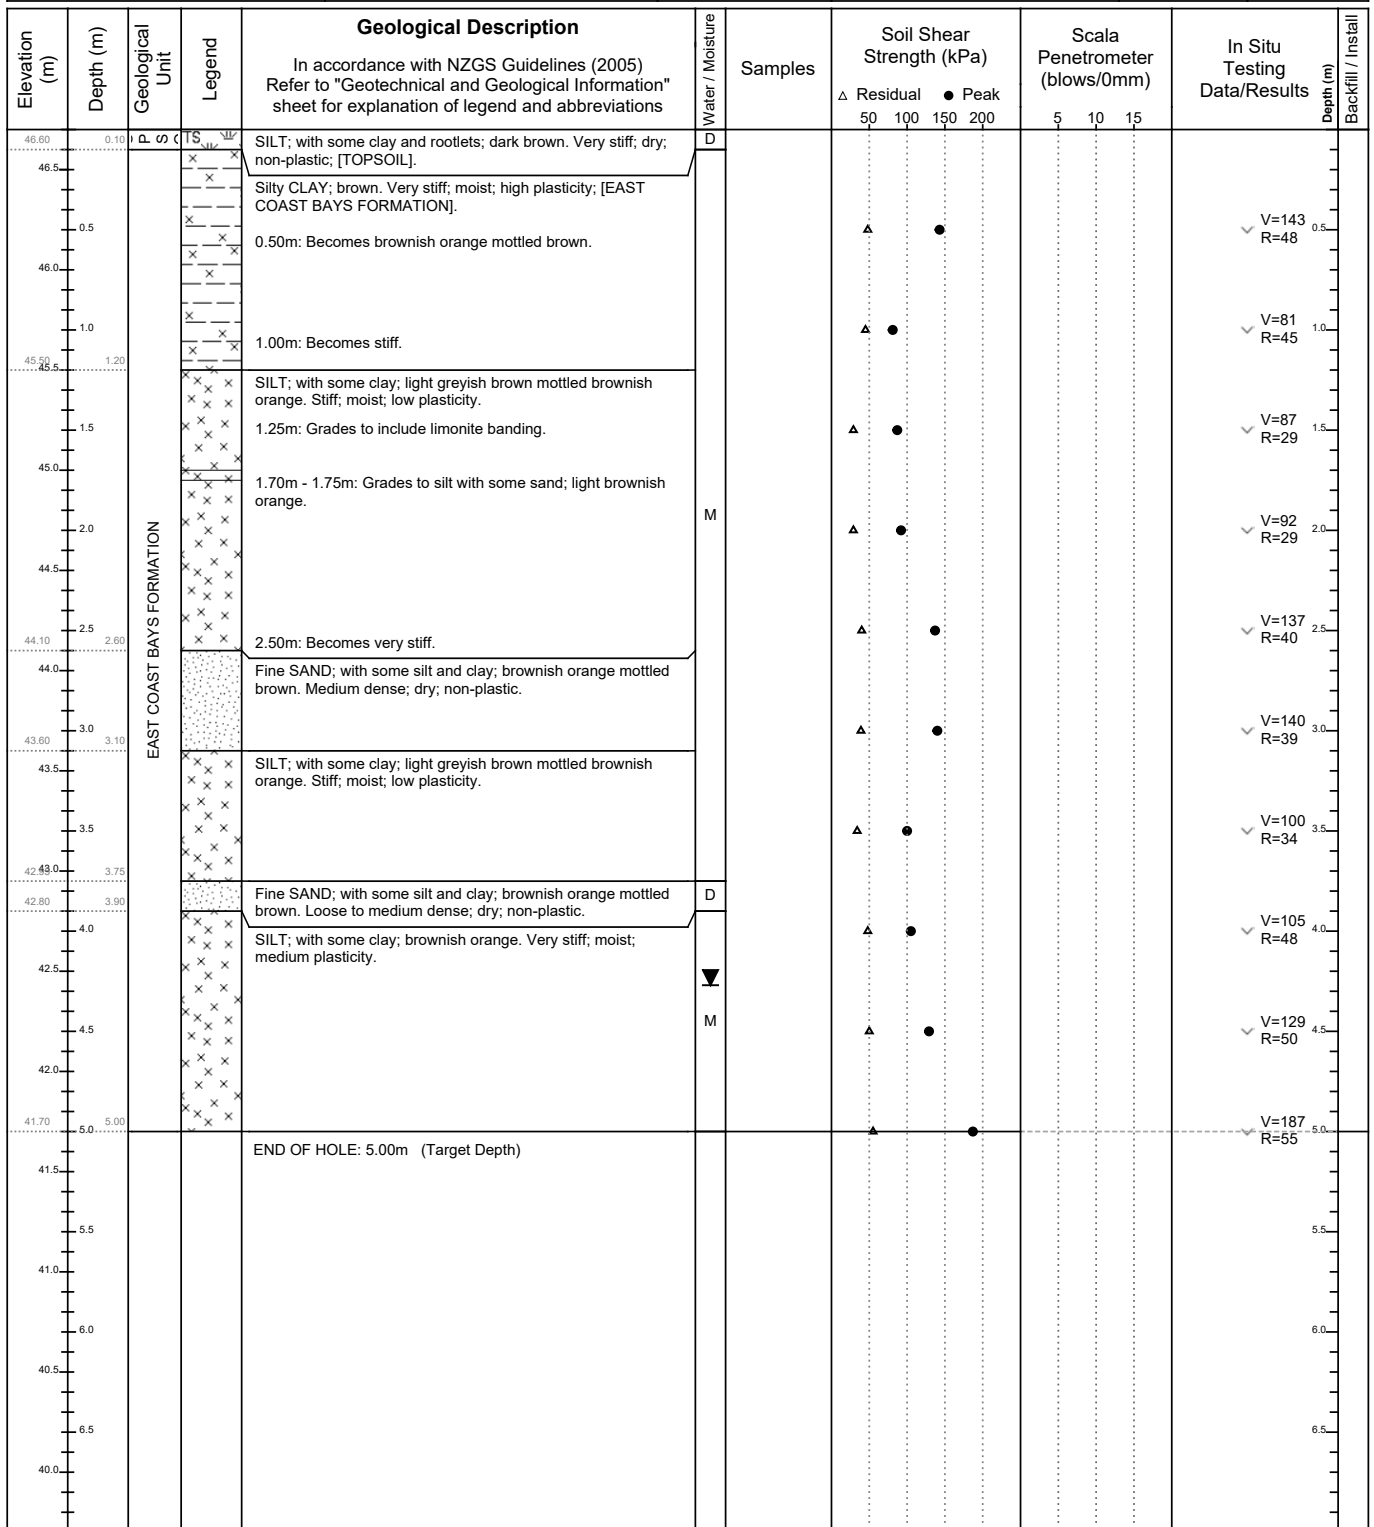 Elevation (m)
Depth (m)
Geological Unit
Legend
Geological Description
In accordance with NZGS Guidelines (2005)
Refer to "Geotechnical and Geological Information"
sheet for explanation of legend and abbreviations
Water / Moisture
Samples
Soil Shear
Strength (kPa)
Residual Peak
50 100 150 200
Scala
Penetrometer
(blows/0mm)
5 10 15
In Situ
Testing
Data/Results
Depth (m)
Backfill / Install
46.60 0.10
P S
TS
SILT; with some clay and rootlets; dark brown. Very stiff; dry;
non-plastic; [TOPSOIL].
D
46.5
Silty CLAY; brown. Very stiff; moist; high plasticity; [EAST
COAST BAYS FORMATION].
0.5
0.50m: Becomes brownish orange mottled brown.
V=143
R=48
0.5
46.0
1.0
1.00m: Becomes stiff.
V=81
R=45
1.0
45.50 1.20
45.5
SILT; with some clay; light greyish brown mottled brownish
orange. Stiff; moist; low plasticity.
1.5
1.25m: Grades to include limonite banding.
V=87
R=29
1.5
45.0
1.70m - 1.75m: Grades to silt with some sand; light brownish
orange.
M
EAST COAST BAYS FORMATION
2.0
V=92
R=29
2.0
44.5
2.5
V=137
R=40
2.5
44.10 2.60
2.50m: Becomes very stiff.
44.0
Fine SAND; with some silt and clay; brownish orange mottled
brown. Medium dense; dry; non-plastic.
3.0
V=140
R=39
3.0
43.60 3.10
43.5
SILT; with some clay; light greyish brown mottled brownish
orange. Stiff; moist; low plasticity.
3.5
V=100
R=34
3.5
42.95 3.75
43.0
Fine SAND; with some silt and clay; brownish orange mottled
brown. Loose to medium dense; dry; non-plastic.
D
42.80 3.90
4.0
SILT; with some clay; brownish orange. Very stiff; moist;
medium plasticity.
V=105
R=48
4.0
42.5
M
4.5
V=129
R=50
4.5
42.0
41.70 5.00
5.0
V=187
R=55
5.0
END OF HOLE: 5.00m (Target Depth)
41.5
5.5
5.5
41.0
6.0
6.0
40.5
6.5
6.5
40.0